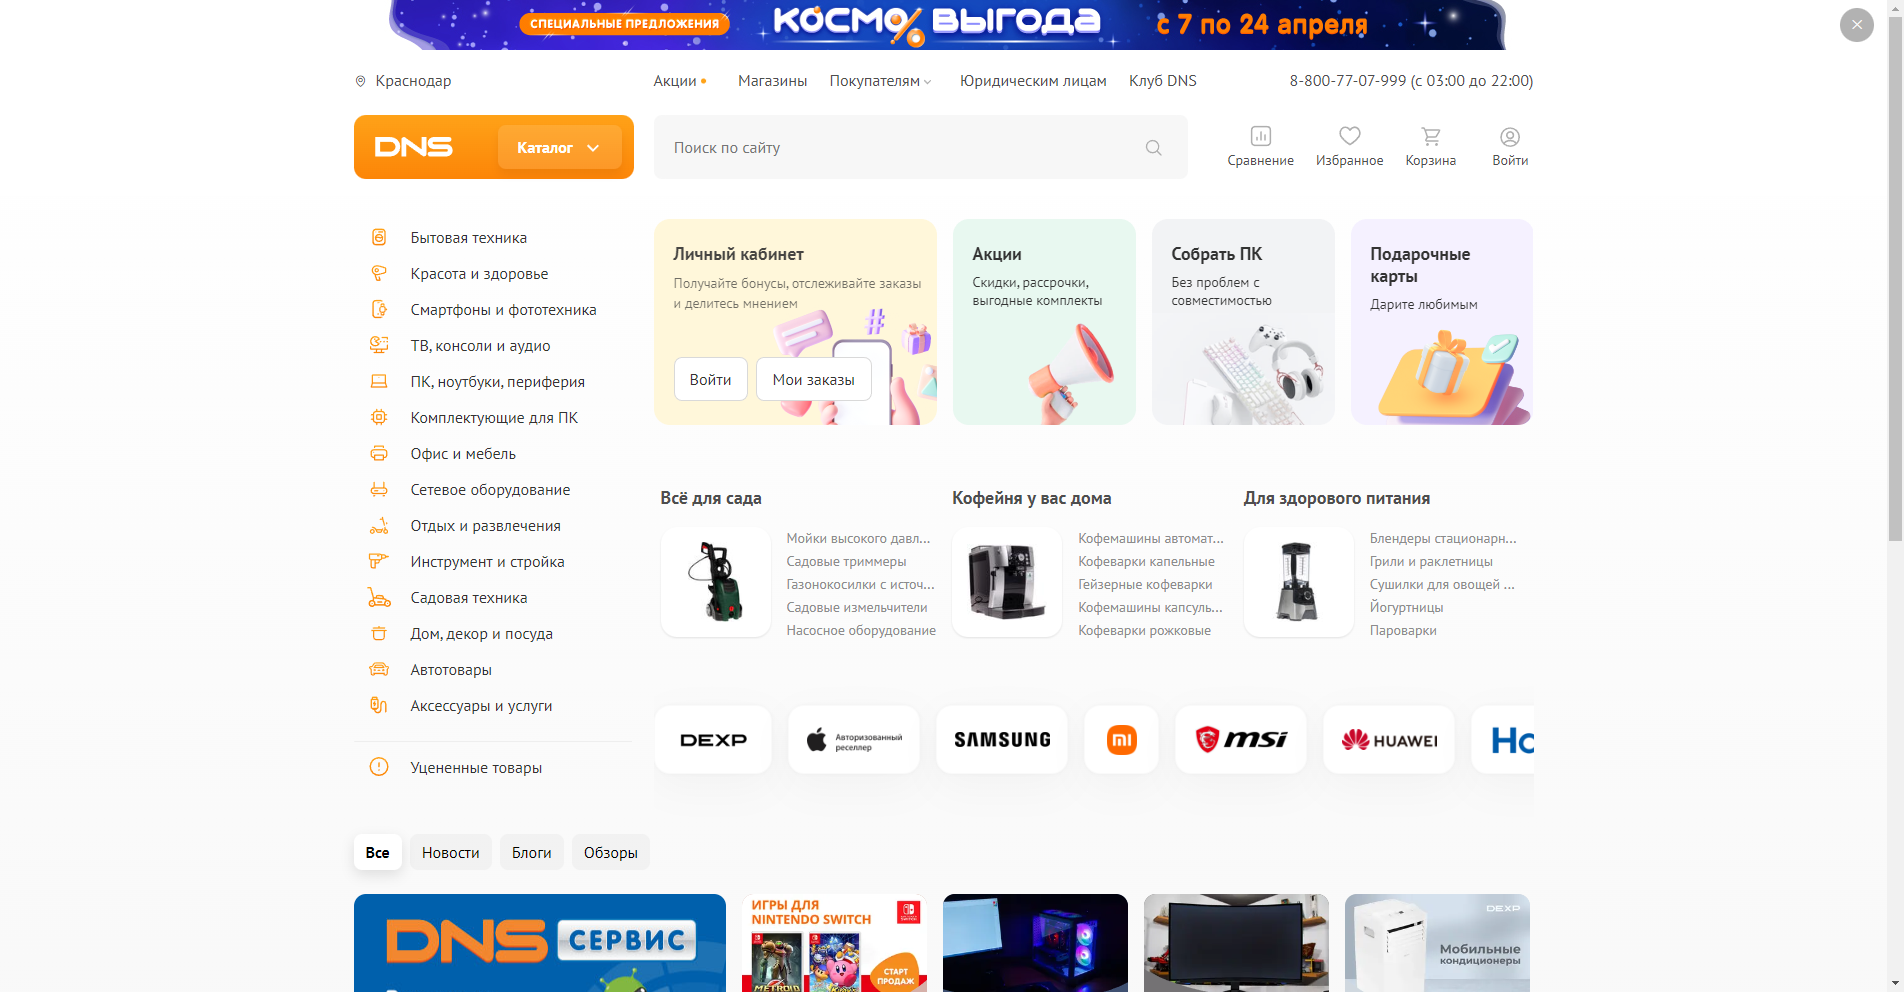 СПЕЦИАЛЬНЫЕ ПРЕДЛОЖЕНИЯ
КОСМО%ВЫГОДА
с 7 по 24 апреля
Краснодар
Акции
Магазины
Покупателям
Юридическим лицам
Клуб DNS
8-800-77-07-999 (с 03:00 до 22:00)
DNS
Каталог
Поиск по сайту
Сравнение
Избранное
Корзина
Войти
Бытовая техника
Красота и здоровье
Смартфоны и фототехника
ТВ, консоли и аудио
ПК, ноутбуки, периферия
Комплектующие для ПК
Офис и мебель
Сетевое оборудование
Отдых и развлечения
Инструмент и стройка
Садовая техника
Дом, декор и посуда
Автотовары
Аксессуары и услуги
Уцененные товары
Личный кабинет
Получайте бонусы, отслеживайте заказы
и делитесь мнением
Войти
Мои заказы
Акции
Скидки, рассрочки,
выгодные комплекты
Собрать ПК
Без проблем с
совместимостью
Подарочные
карты
Дарите любимым
Всё для сада
Мойки высокого давл...
Садовые триммеры
Газонокосилки с источ...
Садовые измельчители
Насосное оборудование
Кофейня у вас дома
Кофемашины автомат...
Кофеварки капельные
Гейзерные кофеварки
Кофемашины капсуль...
Кофеварки рожковые
Для здорового питания
Блендеры стационарн...
Грили и раклетницы
Сушилки для овощей ...
Йогуртницы
Пароварки
DEXP
Авторизованный
реселлер
SAMSUNG
mi
msi
HUAWEI
Ho
Все
Новости
Блоги
Обзоры
DNS СЕРВИС
ИГРЫ ДЛЯ
NINTENDO SWITCH
METROID
СТАРТ
ПРОДАЖ
DEXP
Мобильные
кондиционеры